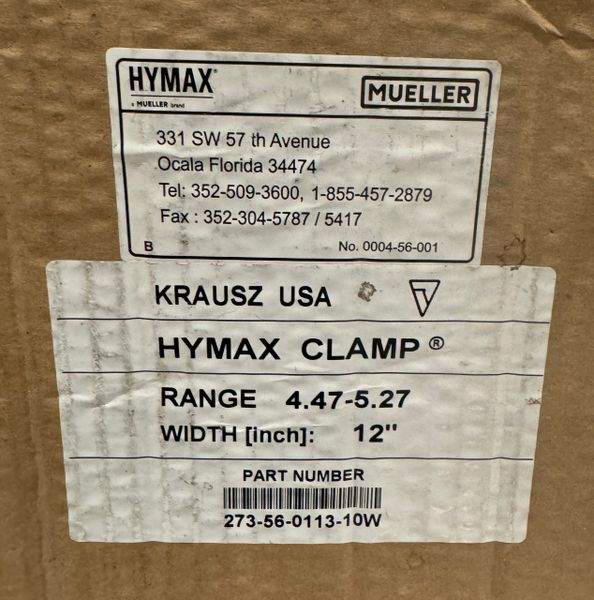 HYMAX®
a MUELLER brand
MUELLER
331 SW 57 th Avenue
Ocala Florida 34474
Tel: 352-509-3600, 1-855-457-2879
Fax : 352-304-5787 / 5417
B No. 0004-56-001
KRAUSZ USA
HYMAX CLAMP®
RANGE 4.47-5.27
WIDTH [inch]: 12"
PART NUMBER
273-56-0113-10W